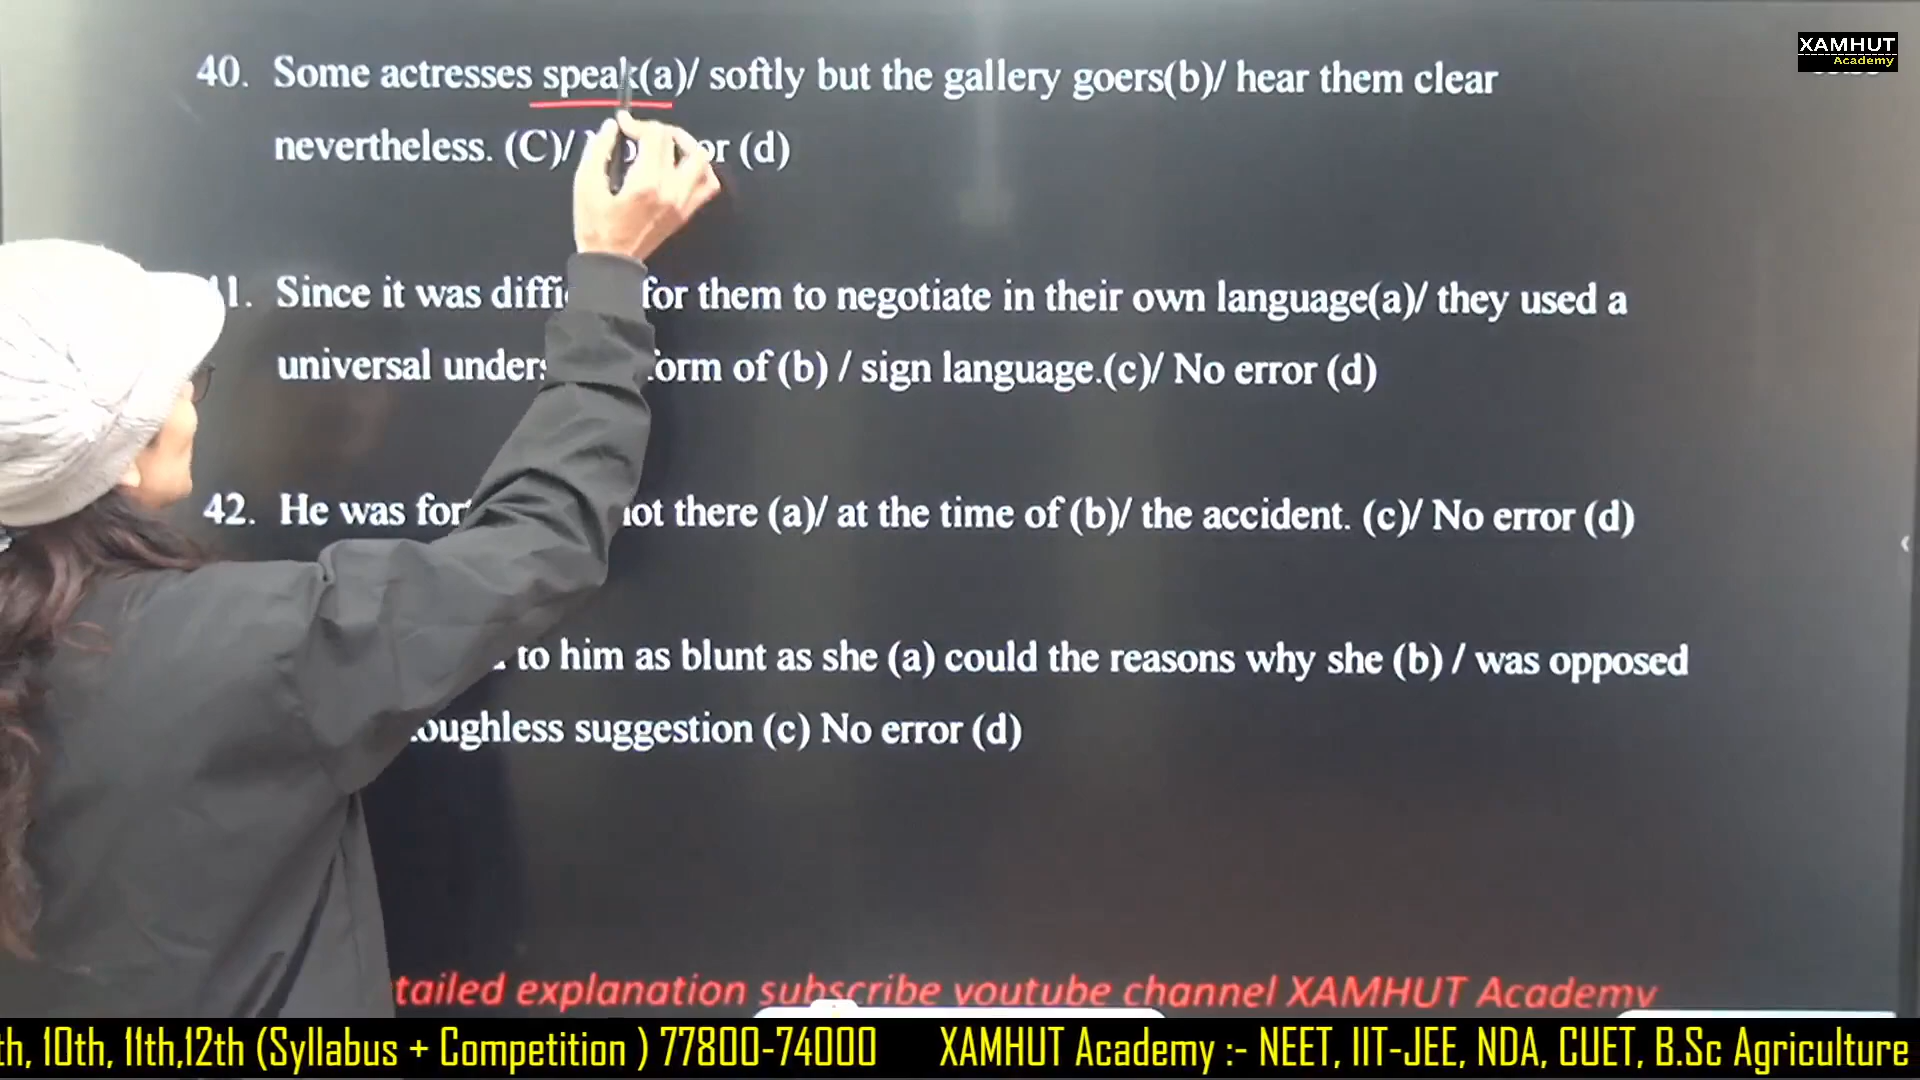 XAMHUT
Academy
40. Some actresses speak(a)/ softly but the gallery goers(b)/ hear them clear
nevertheless. (C)/ (d)
Since it was for them to negotiate in their own language(a)/ they used a
universal form of (b) / sign language.(c)/ No error (d)
42. He was not there (a)/ at the time of (b)/ the accident. (c)/ No error (d)
to him as blunt as she (a) could the reasons why she (b) / was opposed
suggestion (c) No error (d)
explanation subscribe youtube channel XAMHUT Academy
th, 10th, 11th,12th (Syllabus + Competition ) 77800-74000 XAMHUT Academy :- NEET, IIT-JEE, NDA, CUET, B.Sc Agriculture